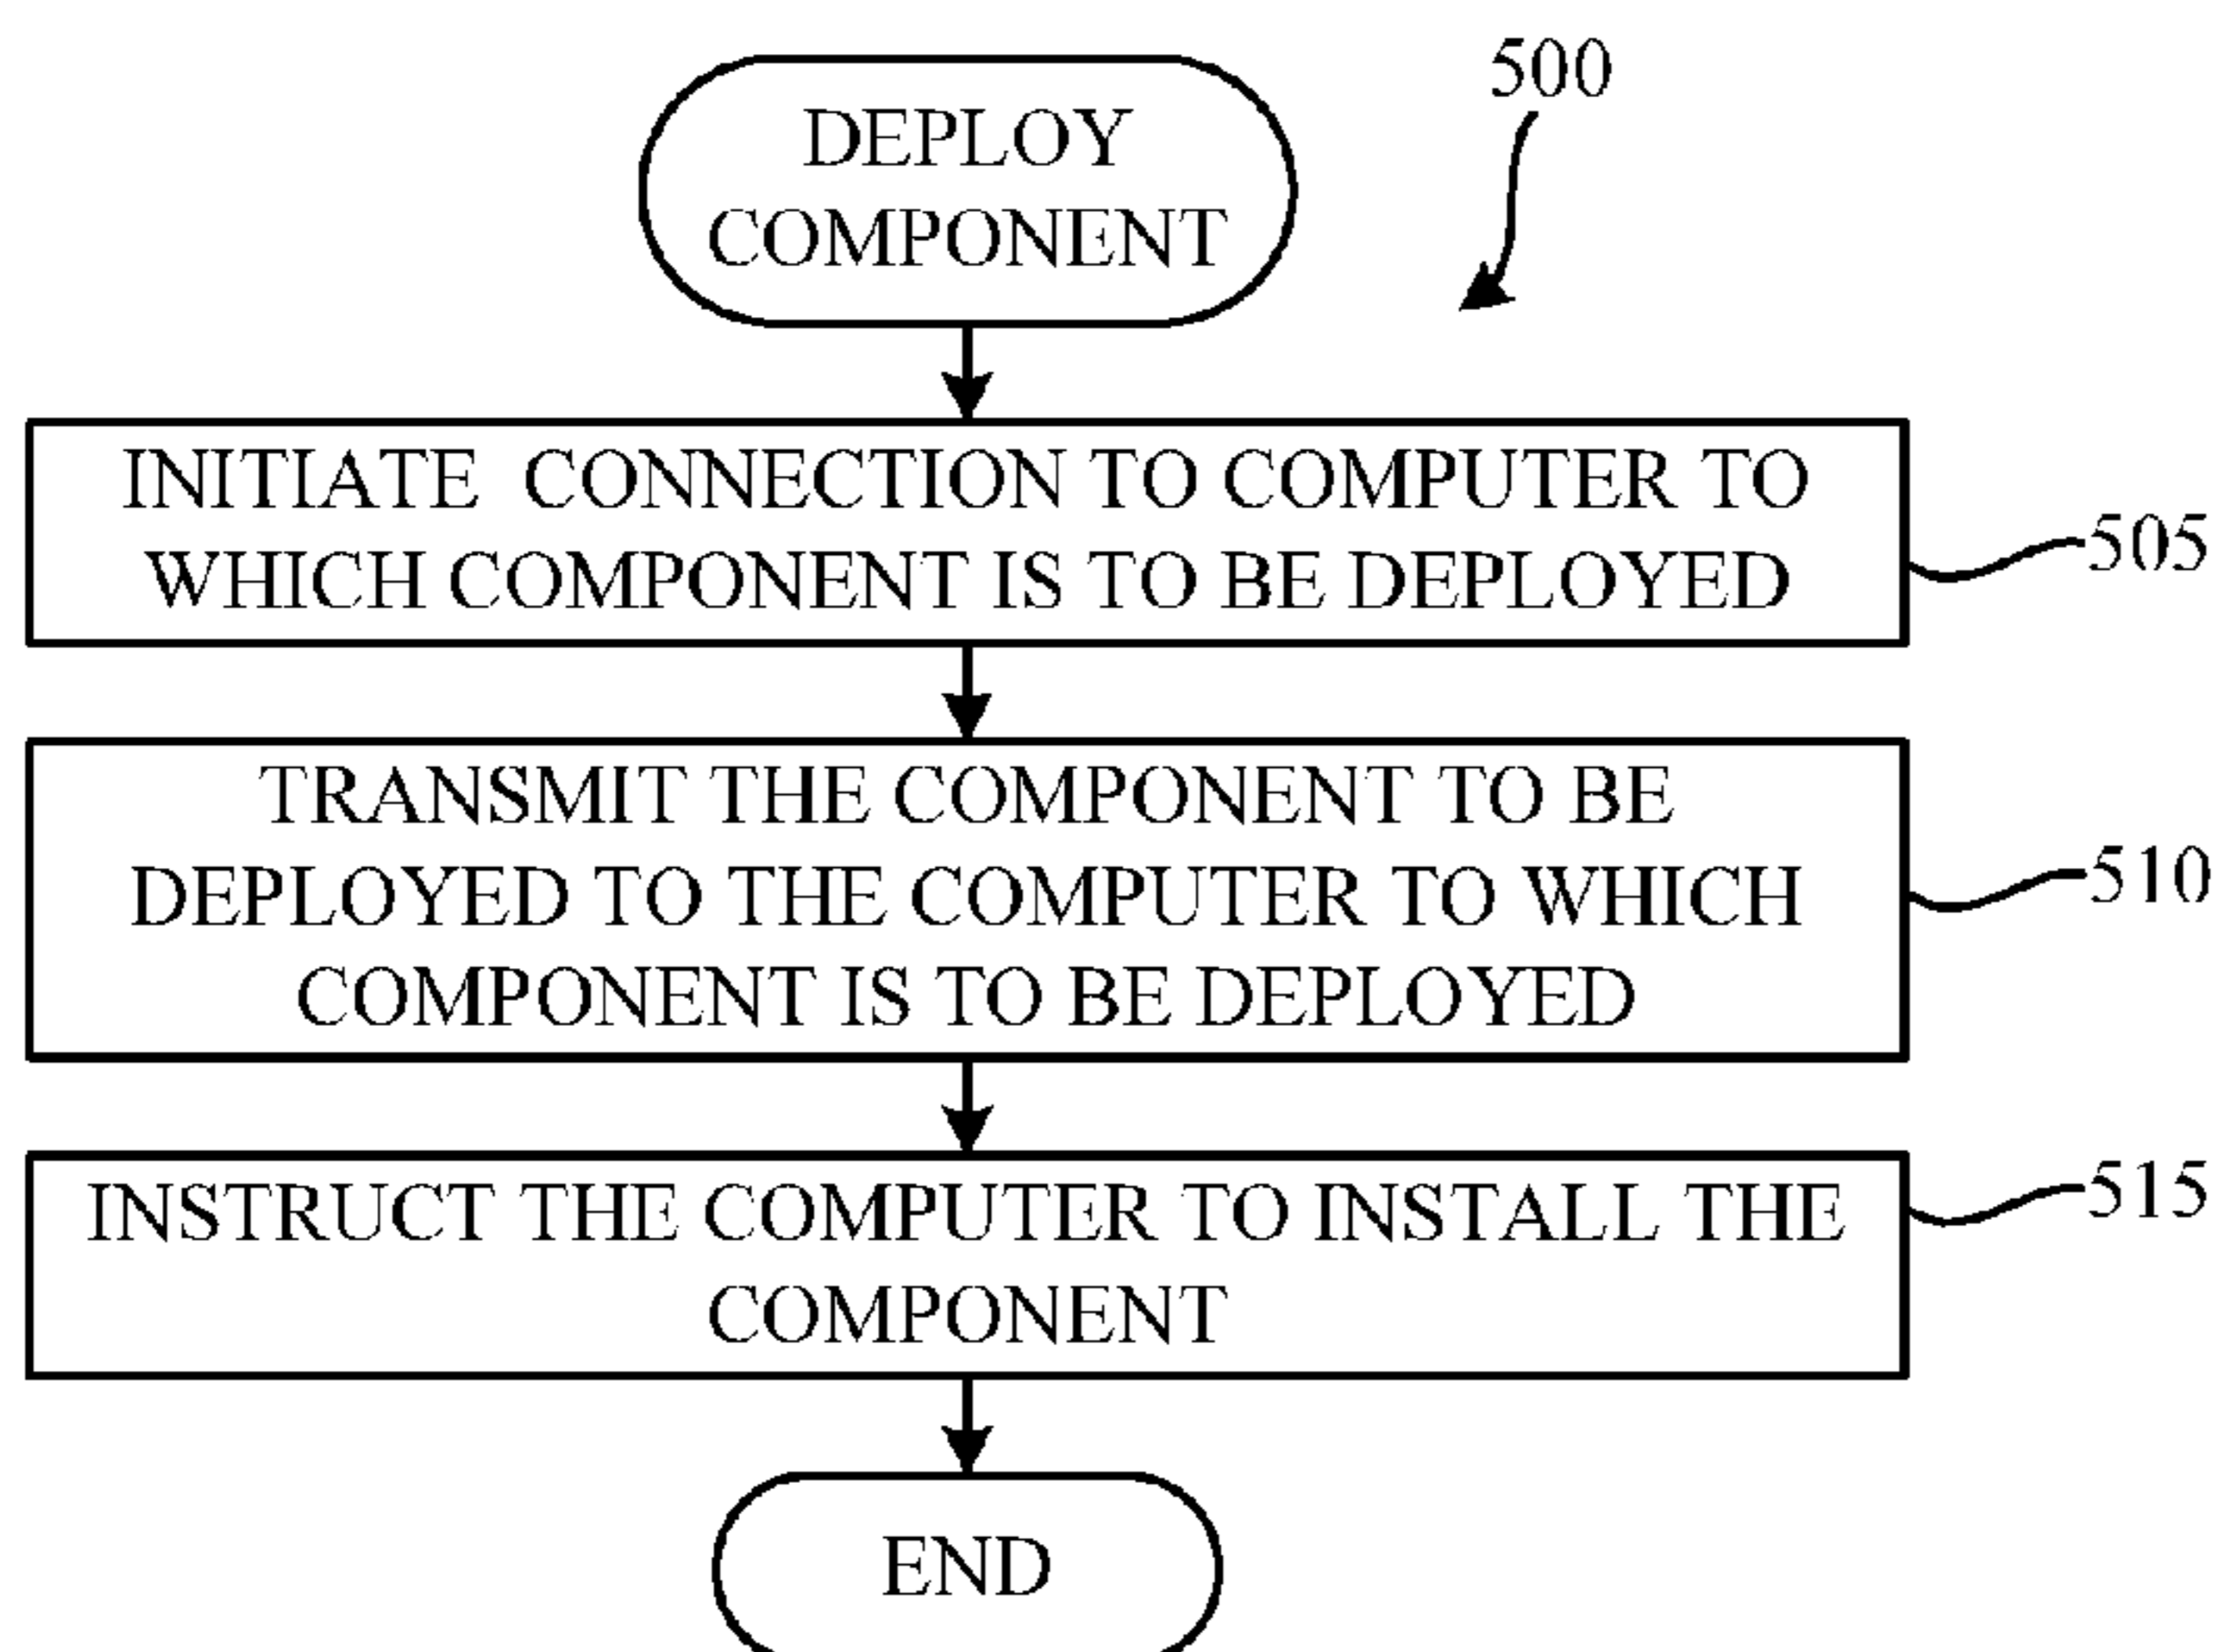 DEPLOY
COMPONENT
500
INITIATE CONNECTION TO COMPUTER TO
WHICH COMPONENT IS TO BE DEPLOYED
505
TRANSMIT THE COMPONENT TO BE
DEPLOYED TO THE COMPUTER TO WHICH
COMPONENT IS TO BE DEPLOYED
510
INSTRUCT THE COMPUTER TO INSTALL THE
COMPONENT
515
END